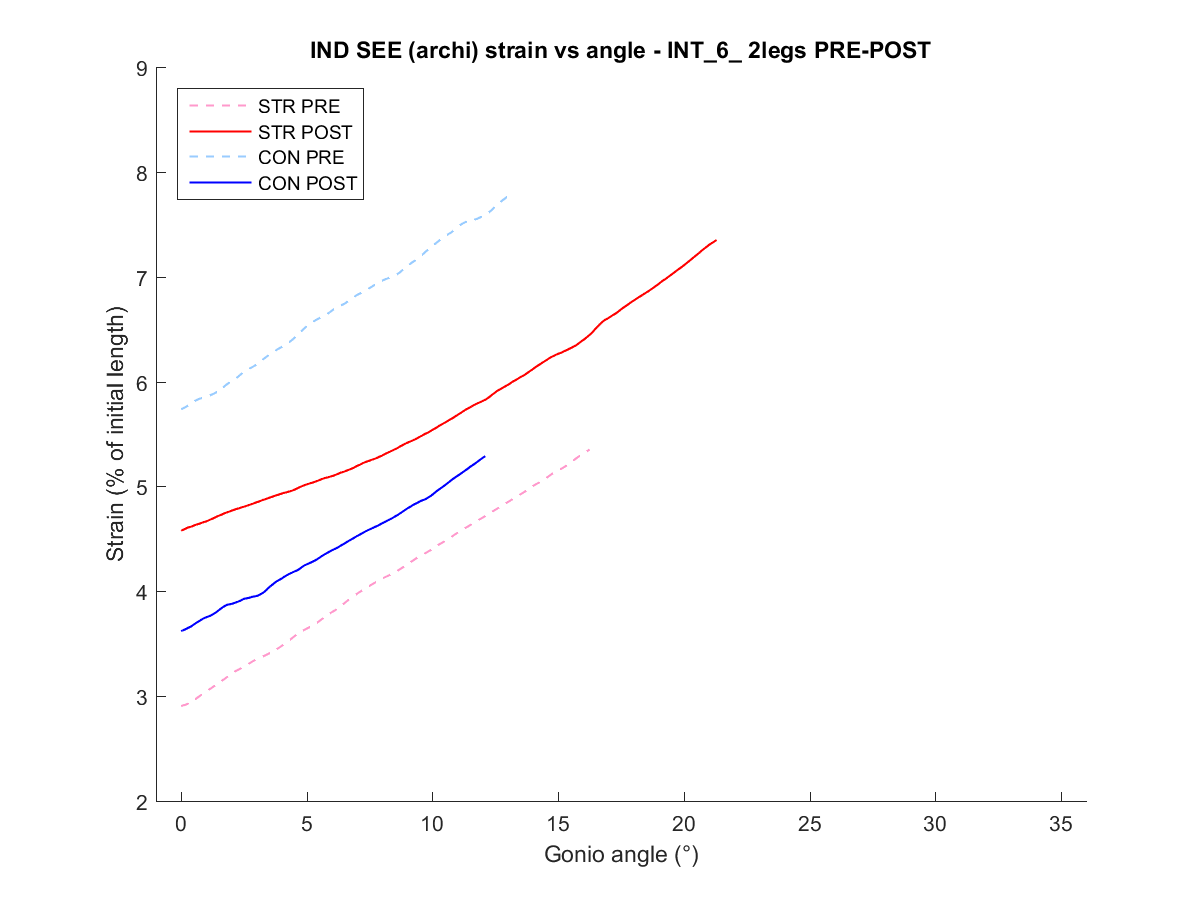 IND SEE (archi) strain vs angle - INT_6_ 2legs PRE-POST
STR PRE
STR POST
CON PRE
CON POST
Strain (% of initial length)
9
8
7
6
5
4
3
2
0 5 10 15 20 25 30 35
Gonio angle (°)